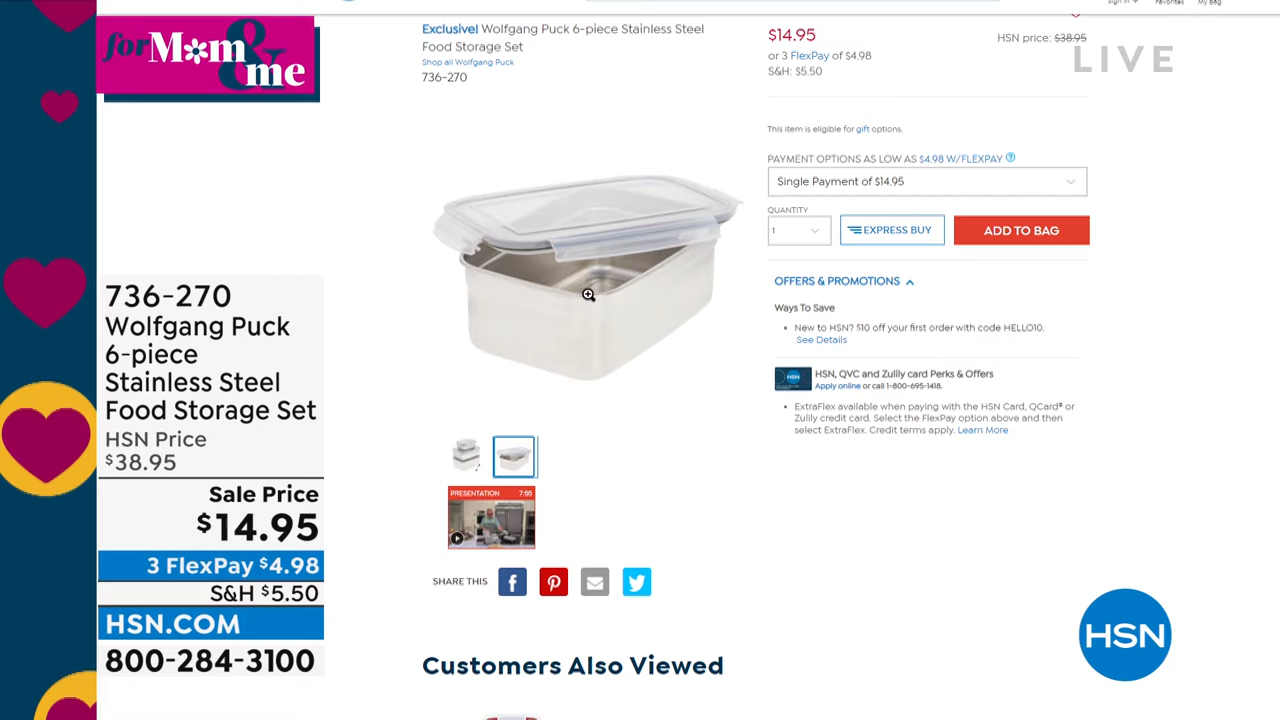 Sign In
Favorites
My Bag
for Mom
& me
Exclusive! Wolfgang Puck 6-piece Stainless Steel
Food Storage Set
Shop all Wolfgang Puck
736-270
$14.95
HSN price: $38.95
or 3 FlexPay of $4.98
S&H: $5.50
LIVE
This item is eligible for gift options.
PAYMENT OPTIONS AS LOW AS $4.98 W/FLEXPAY ?
Single Payment of $14.95
QUANTITY
1
EXPRESS BUY
ADD TO BAG
OFFERS & PROMOTIONS
Ways To Save
• New to HSN? $10 off your first order with code HELLO10.
See Details
HSN
HSN, QVC and Zulily card Perks & Offers
Apply online or call 1-800-695-1418.
• ExtraFlex available when paying with the HSN Card, QCard® or
Zulily credit card. Select the FlexPay option above and then
select ExtraFlex. Credit terms apply. Learn More
736-270
Wolfgang Puck
6-piece
Stainless Steel
Food Storage Set
HSN Price
$38.95
Sale Price
$14.95
3 FlexPay $4.98
S&H $5.50
HSN.COM
800-284-3100
PRESENTATION 7:55
SHARE THIS
HSN
Customers Also Viewed